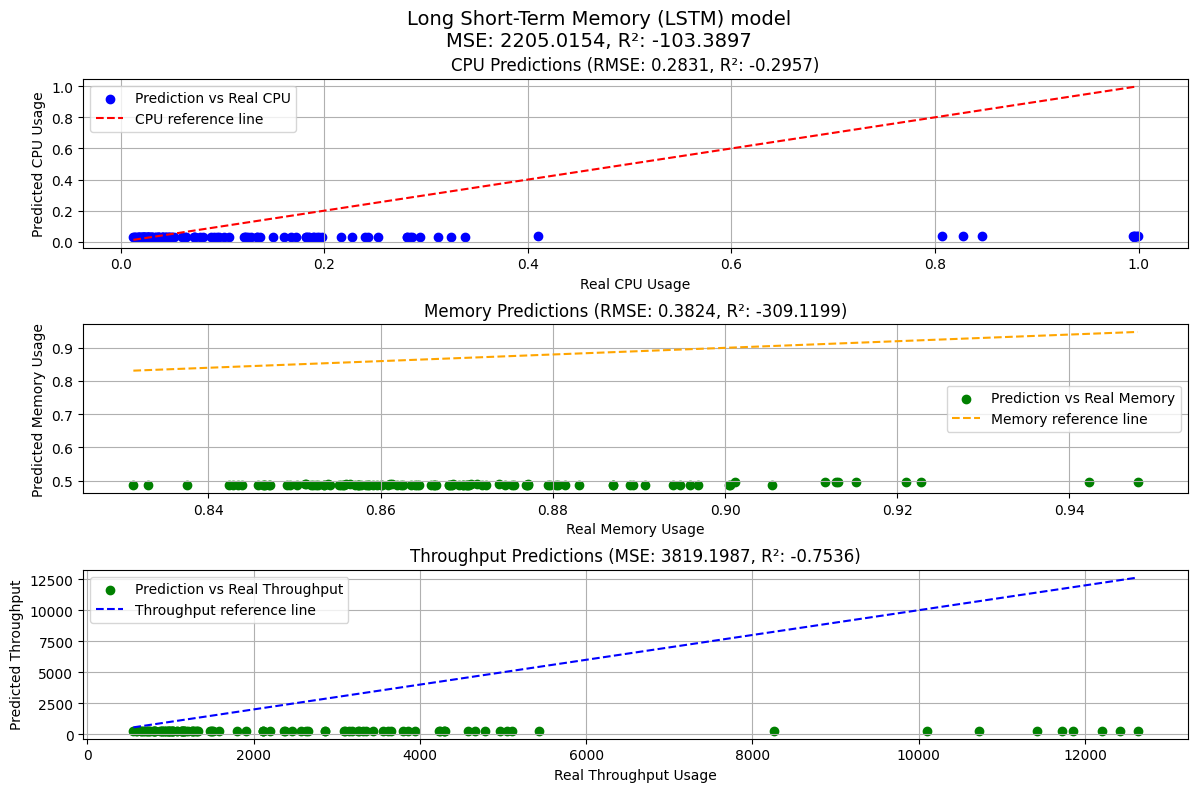 Long Short-Term Memory (LSTM) model
MSE: 2205.0154, R²: -103.3897
CPU Predictions (RMSE: 0.2831, R²: -0.2957)
Predicted CPU Usage
1.0
0.8
0.6
0.4
0.2
0.0
Prediction vs Real CPU
CPU reference line
0.0 0.2 0.4 0.6 0.8 1.0
Real CPU Usage
Memory Predictions (RMSE: 0.3824, R²: -309.1199)
Predicted Memory Usage
0.9
0.8
0.7
0.6
0.5
Prediction vs Real Memory
Memory reference line
0.84 0.86 0.88 0.90 0.92 0.94
Real Memory Usage
Throughput Predictions (MSE: 3819.1987, R²: -0.7536)
Predicted Throughput
12500
10000
7500
5000
2500
0
Prediction vs Real Throughput
Throughput reference line
0 2000 4000 6000 8000 10000 12000
Real Throughput Usage